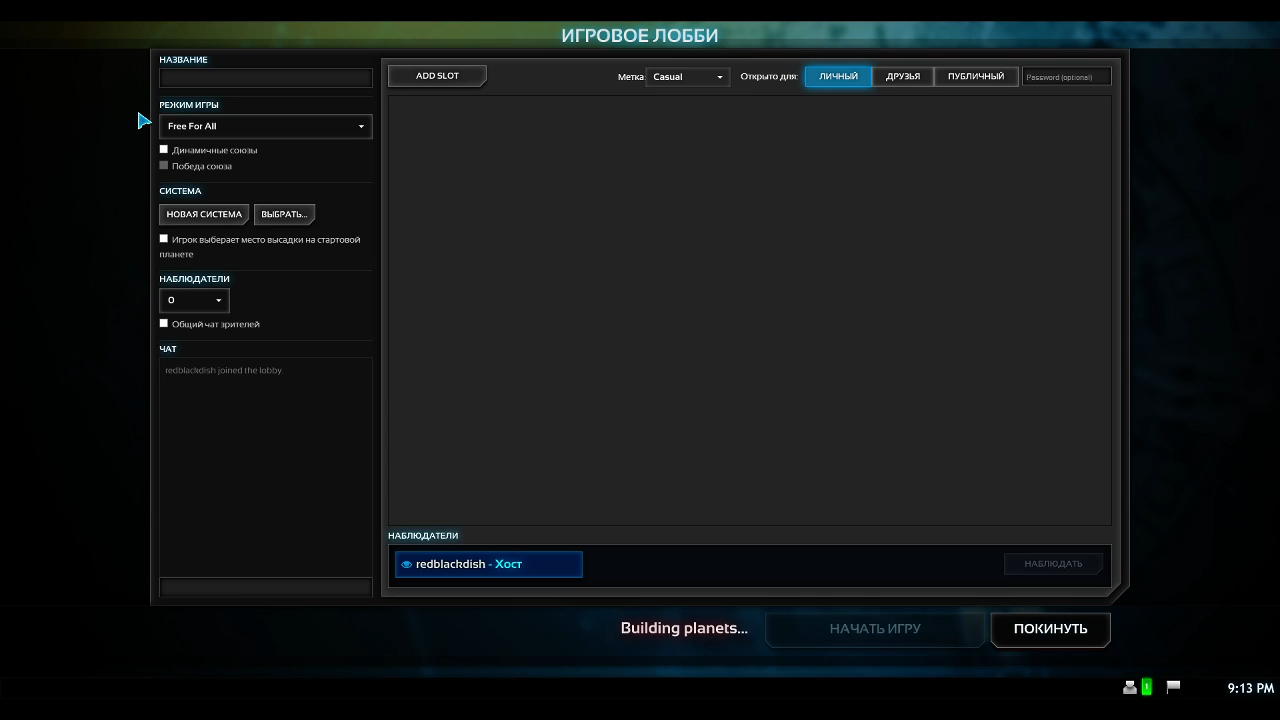 ИГРОВОЕ ЛОББИ
НАЗВАНИЕ
РЕЖИМ ИГРЫ
Free For All
Динамичные союзы
Победа союза
СИСТЕМА
НОВАЯ СИСТЕМА ВЫБРАТЬ...
Игрок выберает место высадки на стартовой
планете
НАБЛЮДАТЕЛИ
0
Общий чат зрителей
ЧАТ
redblackdish joined the lobby.
ADD SLOT
Метка: Casual Открыто для: ЛИЧНЫЙ ДРУЗЬЯ ПУБЛИЧНЫЙ Password (optional)
НАБЛЮДАТЕЛИ
redblackdish - Хост
НАБЛЮДАТЬ
Building planets... НАЧАТЬ ИГРУ ПОКИНУТЬ
9:13 PM